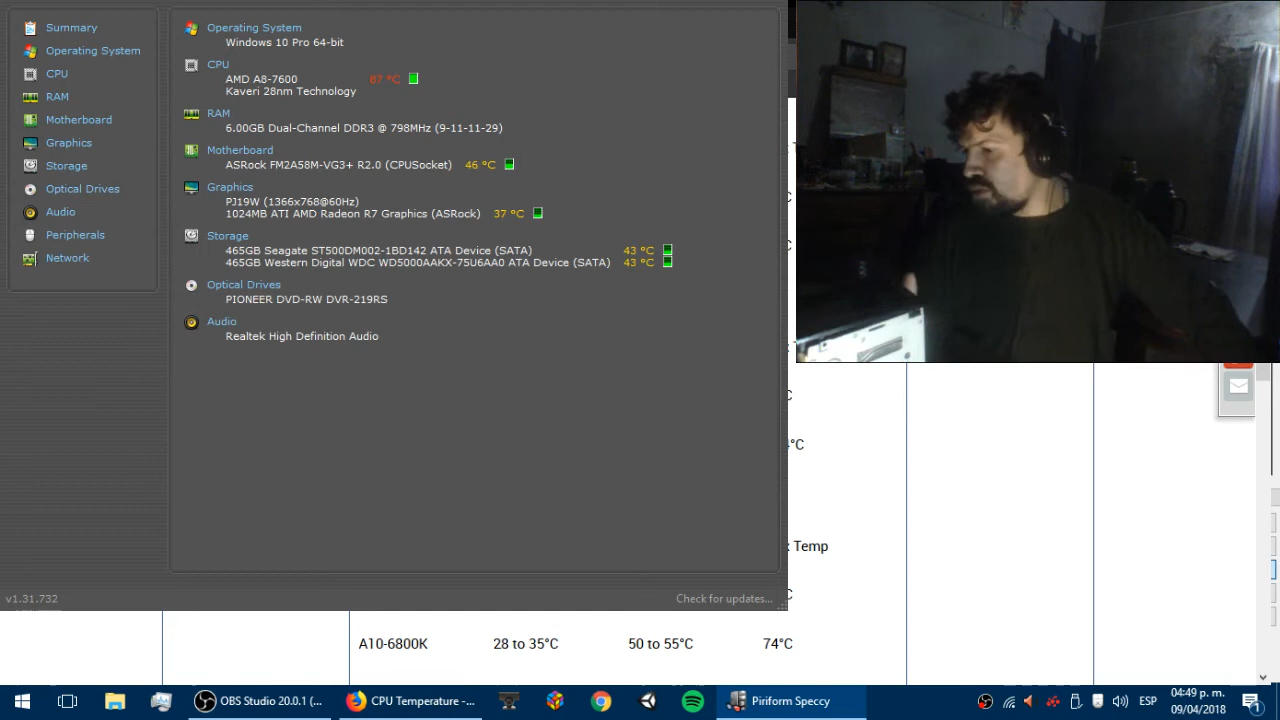 Summary
Operating System
CPU
RAM
Motherboard
Graphics
Storage
Optical Drives
Audio
Peripherals
Network
Operating System
Windows 10 Pro 64-bit
CPU
AMD A8-7600 87 °C
Kaveri 28nm Technology
RAM
6.00GB Dual-Channel DDR3 @ 798MHz (9-11-11-29)
Motherboard
ASRock FM2A58M-VG3+ R2.0 (CPUSocket) 46 °C
Graphics
PJ19W (1366x768@60Hz)
1024MB ATI AMD Radeon R7 Graphics (ASRock) 37 °C
Storage
465GB Seagate ST500DM002-1BD142 ATA Device (SATA) 43 °C
465GB Western Digital WDC WD5000AAKX-75U6AA0 ATA Device (SATA) 43 °C
Optical Drives
PIONEER DVD-RW DVR-219RS
Audio
Realtek High Definition Audio
v1.31.732
Check for updates...
°C
Temp
A10-6800K 28 to 35°C 50 to 55°C 74°C
OBS Studio 20.0.1 (...
CPU Temperature -...
Piriform Speccy
ESP
04:49 p. m.
09/04/2018
1